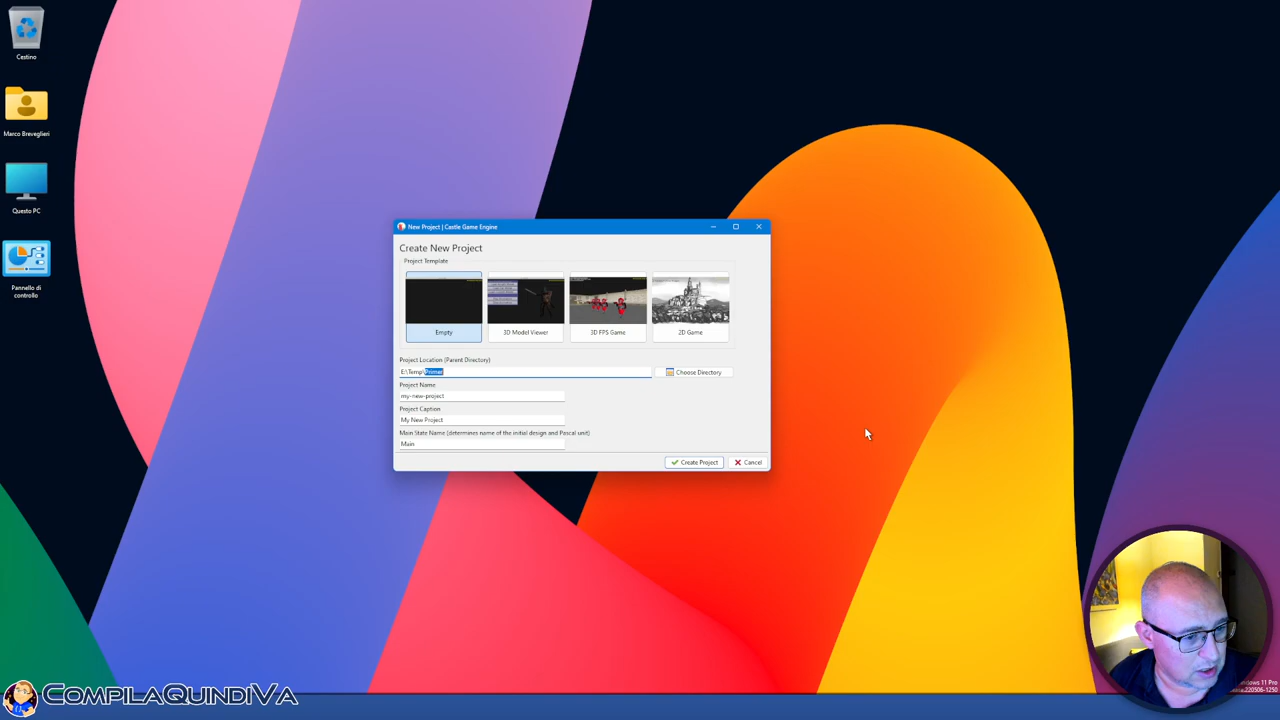 Cestino
Marco Breveglieri
Questo PC
Pannello di
controllo
New Project | Castle Game Engine
Create New Project
Project Template
Empty
3D Model Viewer
3D FPS Game
2D Game
Project Location (Parent Directory)
E:\Temp\Primer
Choose Directory
Project Name
my-new-project
Project Caption
My New Project
Main State Name (determines name of the initial design and Pascal unit)
Main
Create Project
Cancel
COMPILAQUINDIVA
indows 11 Pro
220506-1250